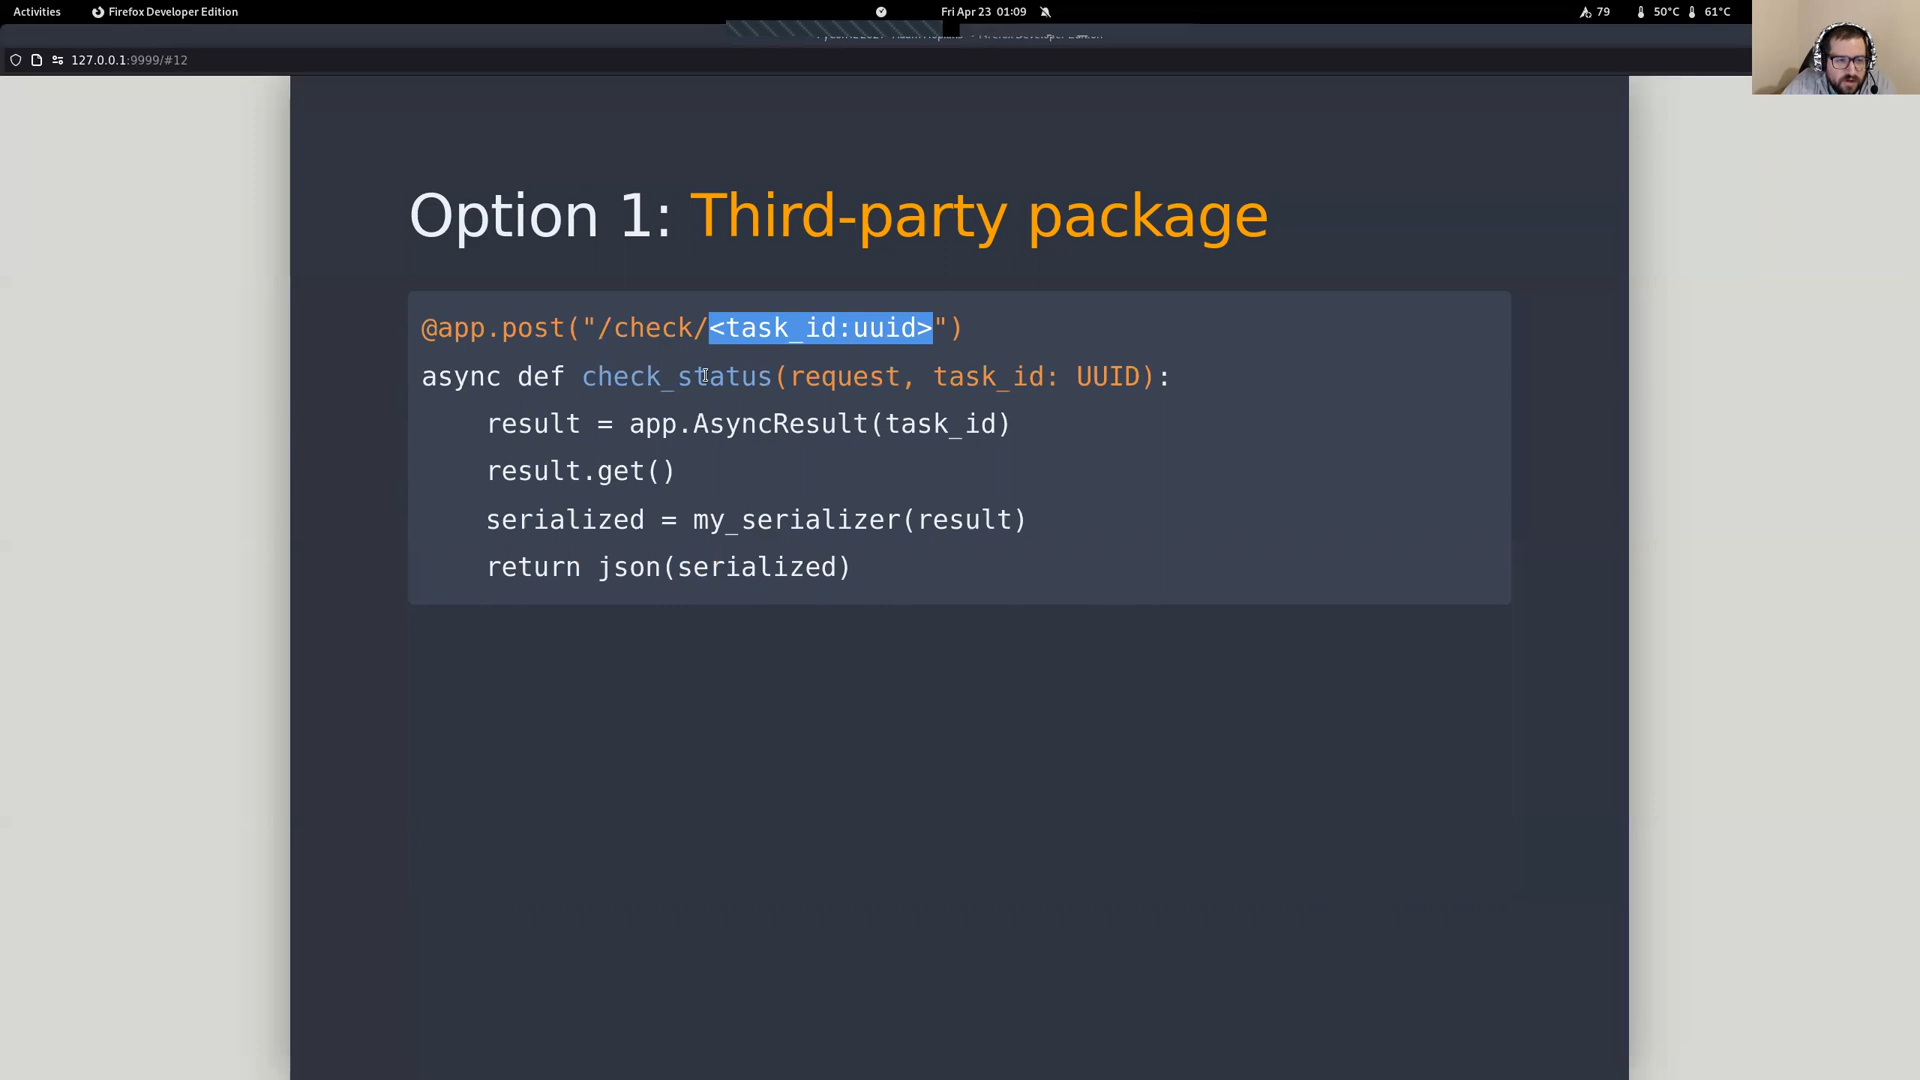 Activities Firefox Developer Edition Fri Apr 23 01:09 79 50°C 61°C
127.0.0.1:9999/#12
Option 1: Third-party package
@app.post("/check/<task_id:uuid>")
async def check_status(request, task_id: UUID):
result = app.AsyncResult(task_id)
result.get()
serialized = my_serializer(result)
return json(serialized)